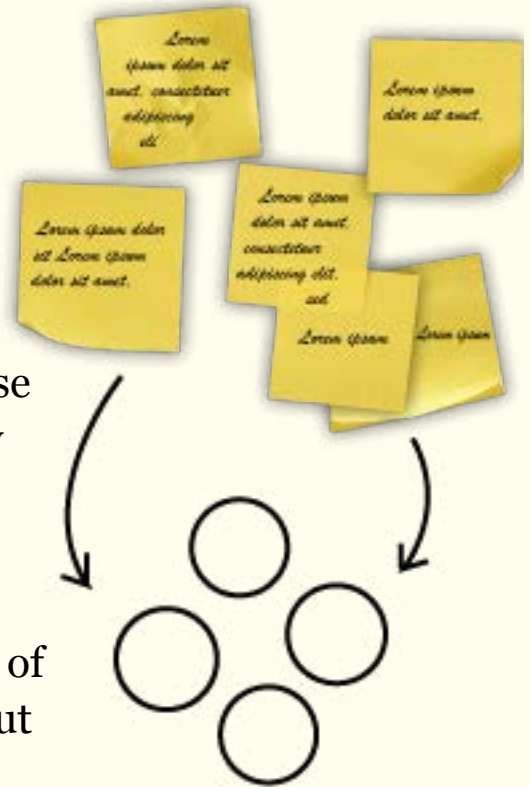 Lorem
ipsum dolor sit
amet, consectetuer
adipiscing
eli
Lorem ipsum
dolor sit amet,
Lorem ipsum dolor
sit Lorem ipsum
dolor sit amet,
Lorem ipsum
dolor sit amet,
consectetuer
adipiscing elit,
sed
Lorem ipsum
Lorem ipsum
se
of
ut